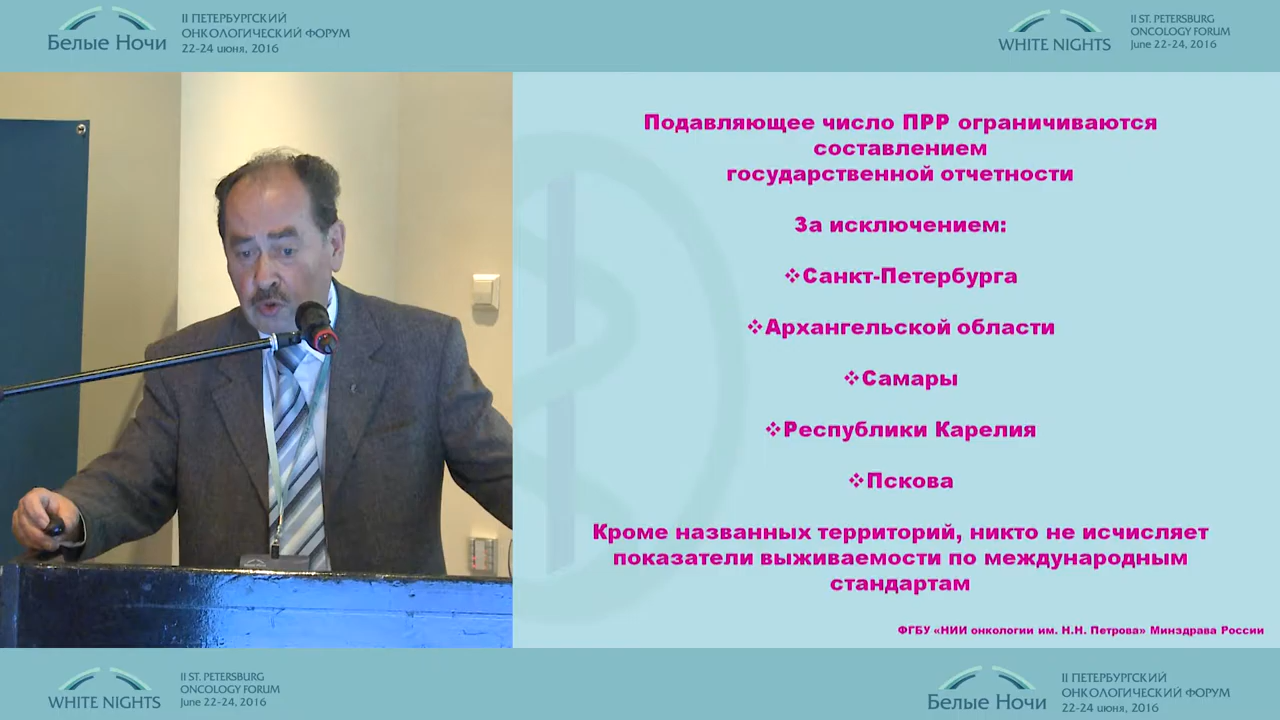 Белые Ночи
II ПЕТЕРБУРГСКИЙ
ОНКОЛОГИЧЕСКИЙ ФОРУМ
22-24 июня, 2016
WHITE NIGHTS
II ST. PETERSBURG
ONCOLOGY FORUM
June 22-24, 2016
Подавляющее число ПРР ограничиваются
составлением
государственной отчетности
За исключением:
❖Санкт-Петербурга
❖Архангельской области
❖Самары
❖Республики Карелия
❖Пскова
Кроме названных территорий, никто не исчисляет
показатели выживаемости по международным
стандартам
ФГБУ «НИИ онкологии им. Н.Н. Петрова» Минздрава России
WHITE NIGHTS
II ST. PETERSBURG
ONCOLOGY FORUM
June 22-24, 2016
Белые Ночи
II ПЕТЕРБУРГСКИЙ
ОНКОЛОГИЧЕСКИЙ ФОРУМ
22-24 июня, 2016